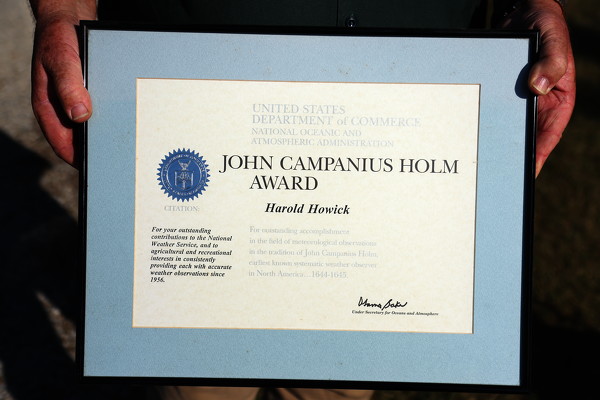 UNITED STATES
DEPARTMENT of COMMERCE
NATIONAL OCEANIC AND
ATMOSPHERIC ADMINISTRATION
JOHN CAMPANIUS HOLM
AWARD
CITATION:
Harold Howick
For your outstanding
contributions to the National
Weather Service, and to
agricultural and recreational
interests in consistently
providing each with accurate
weather observations since
1956.
For outstanding accomplishment
in the field of meteorological observations
in the tradition of John Campanius Holm,
earliest known systematic weather observer
in North America. 1644-1645
Under Secretary for Oceans and Atmosphere